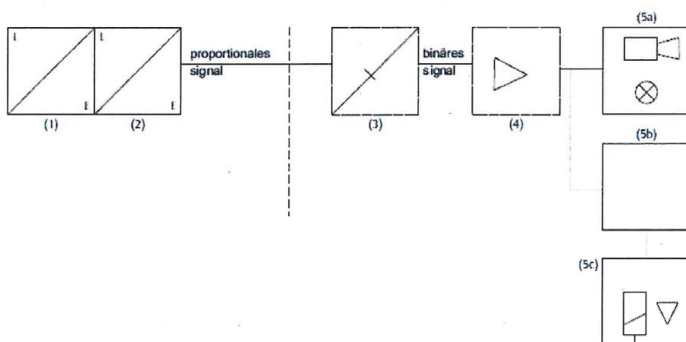 (5a)
proportionales
signal
binäres
signal
(1)
(2)
(3)
(4)
(5b)
(5c)